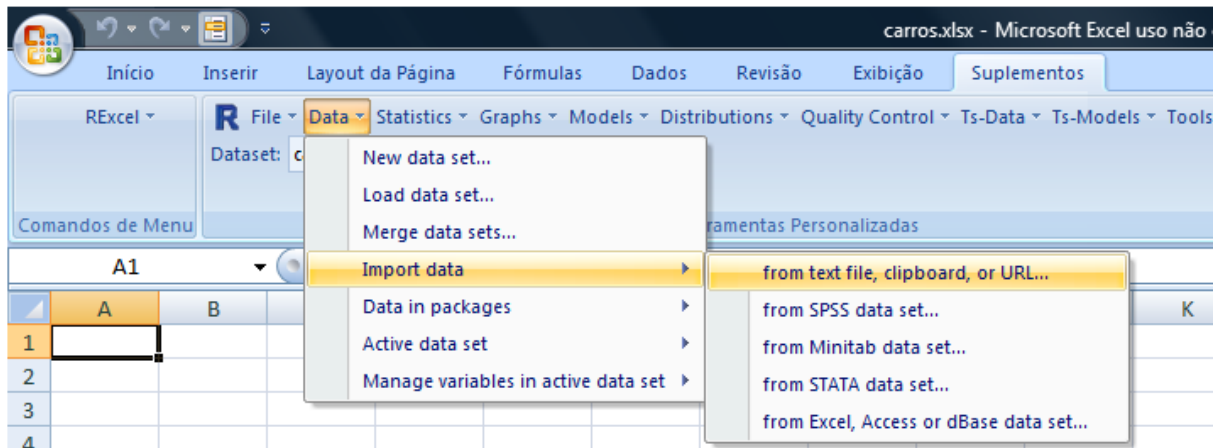 carros.xlsx - Microsoft Excel uso não
Início Inserir Layout da Página Fórmulas Dados Revisão Exibição Suplementos
RExcel R File Data Statistics Graphs Models Distributions Quality Control Ts-Data Ts-Models Tools
Dataset: c
New data set...
Load data set...
Merge data sets...
Comandos de Menu ramentas Personalizadas
A1
Import data
from text file, clipboard, or URL...
A B K
Data in packages
from SPSS data set...
1
Active data set
from Minitab data set...
2
Manage variables in active data set
from STATA data set...
3
from Excel, Access or dBase data set...
4